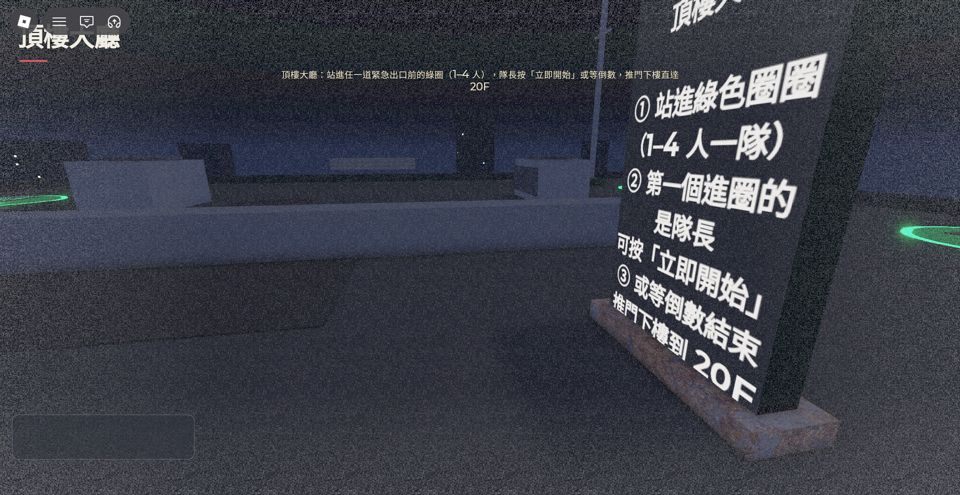 頂樓大廳
頂樓大廳：站進任一道緊急出口前的綠圈（1–4 人），隊長按「立即開始」或等倒數，推門下樓直達
20F
① 站進綠色圈圈
（1–4 人一隊）
② 第一個進圈的
是隊長
可按「立即開始」
③ 或等倒數結束
推門下樓到 20F